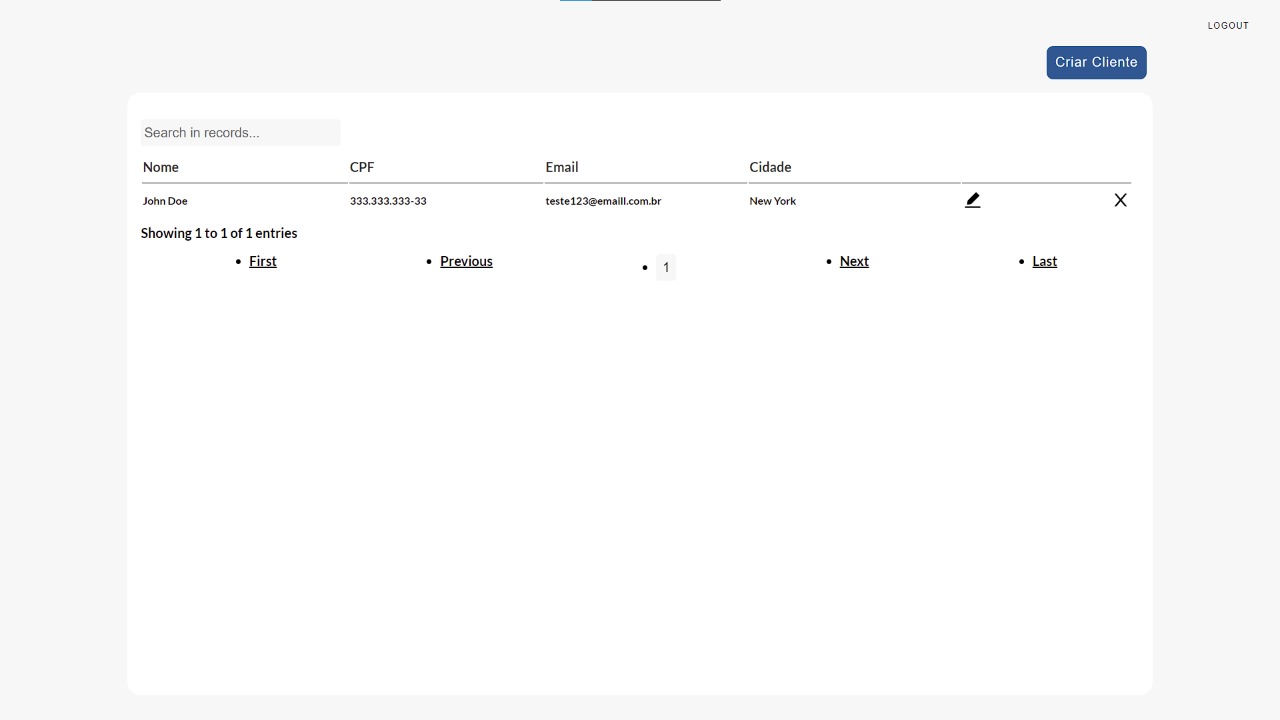 LOGOUT
Criar Cliente
Search in records...
Nome CPF Email Cidade
John Doe 333.333.333-33 teste123@emaill.com.br New York
Showing 1 to 1 of 1 entries
• First • Previous • 1 • Next • Last